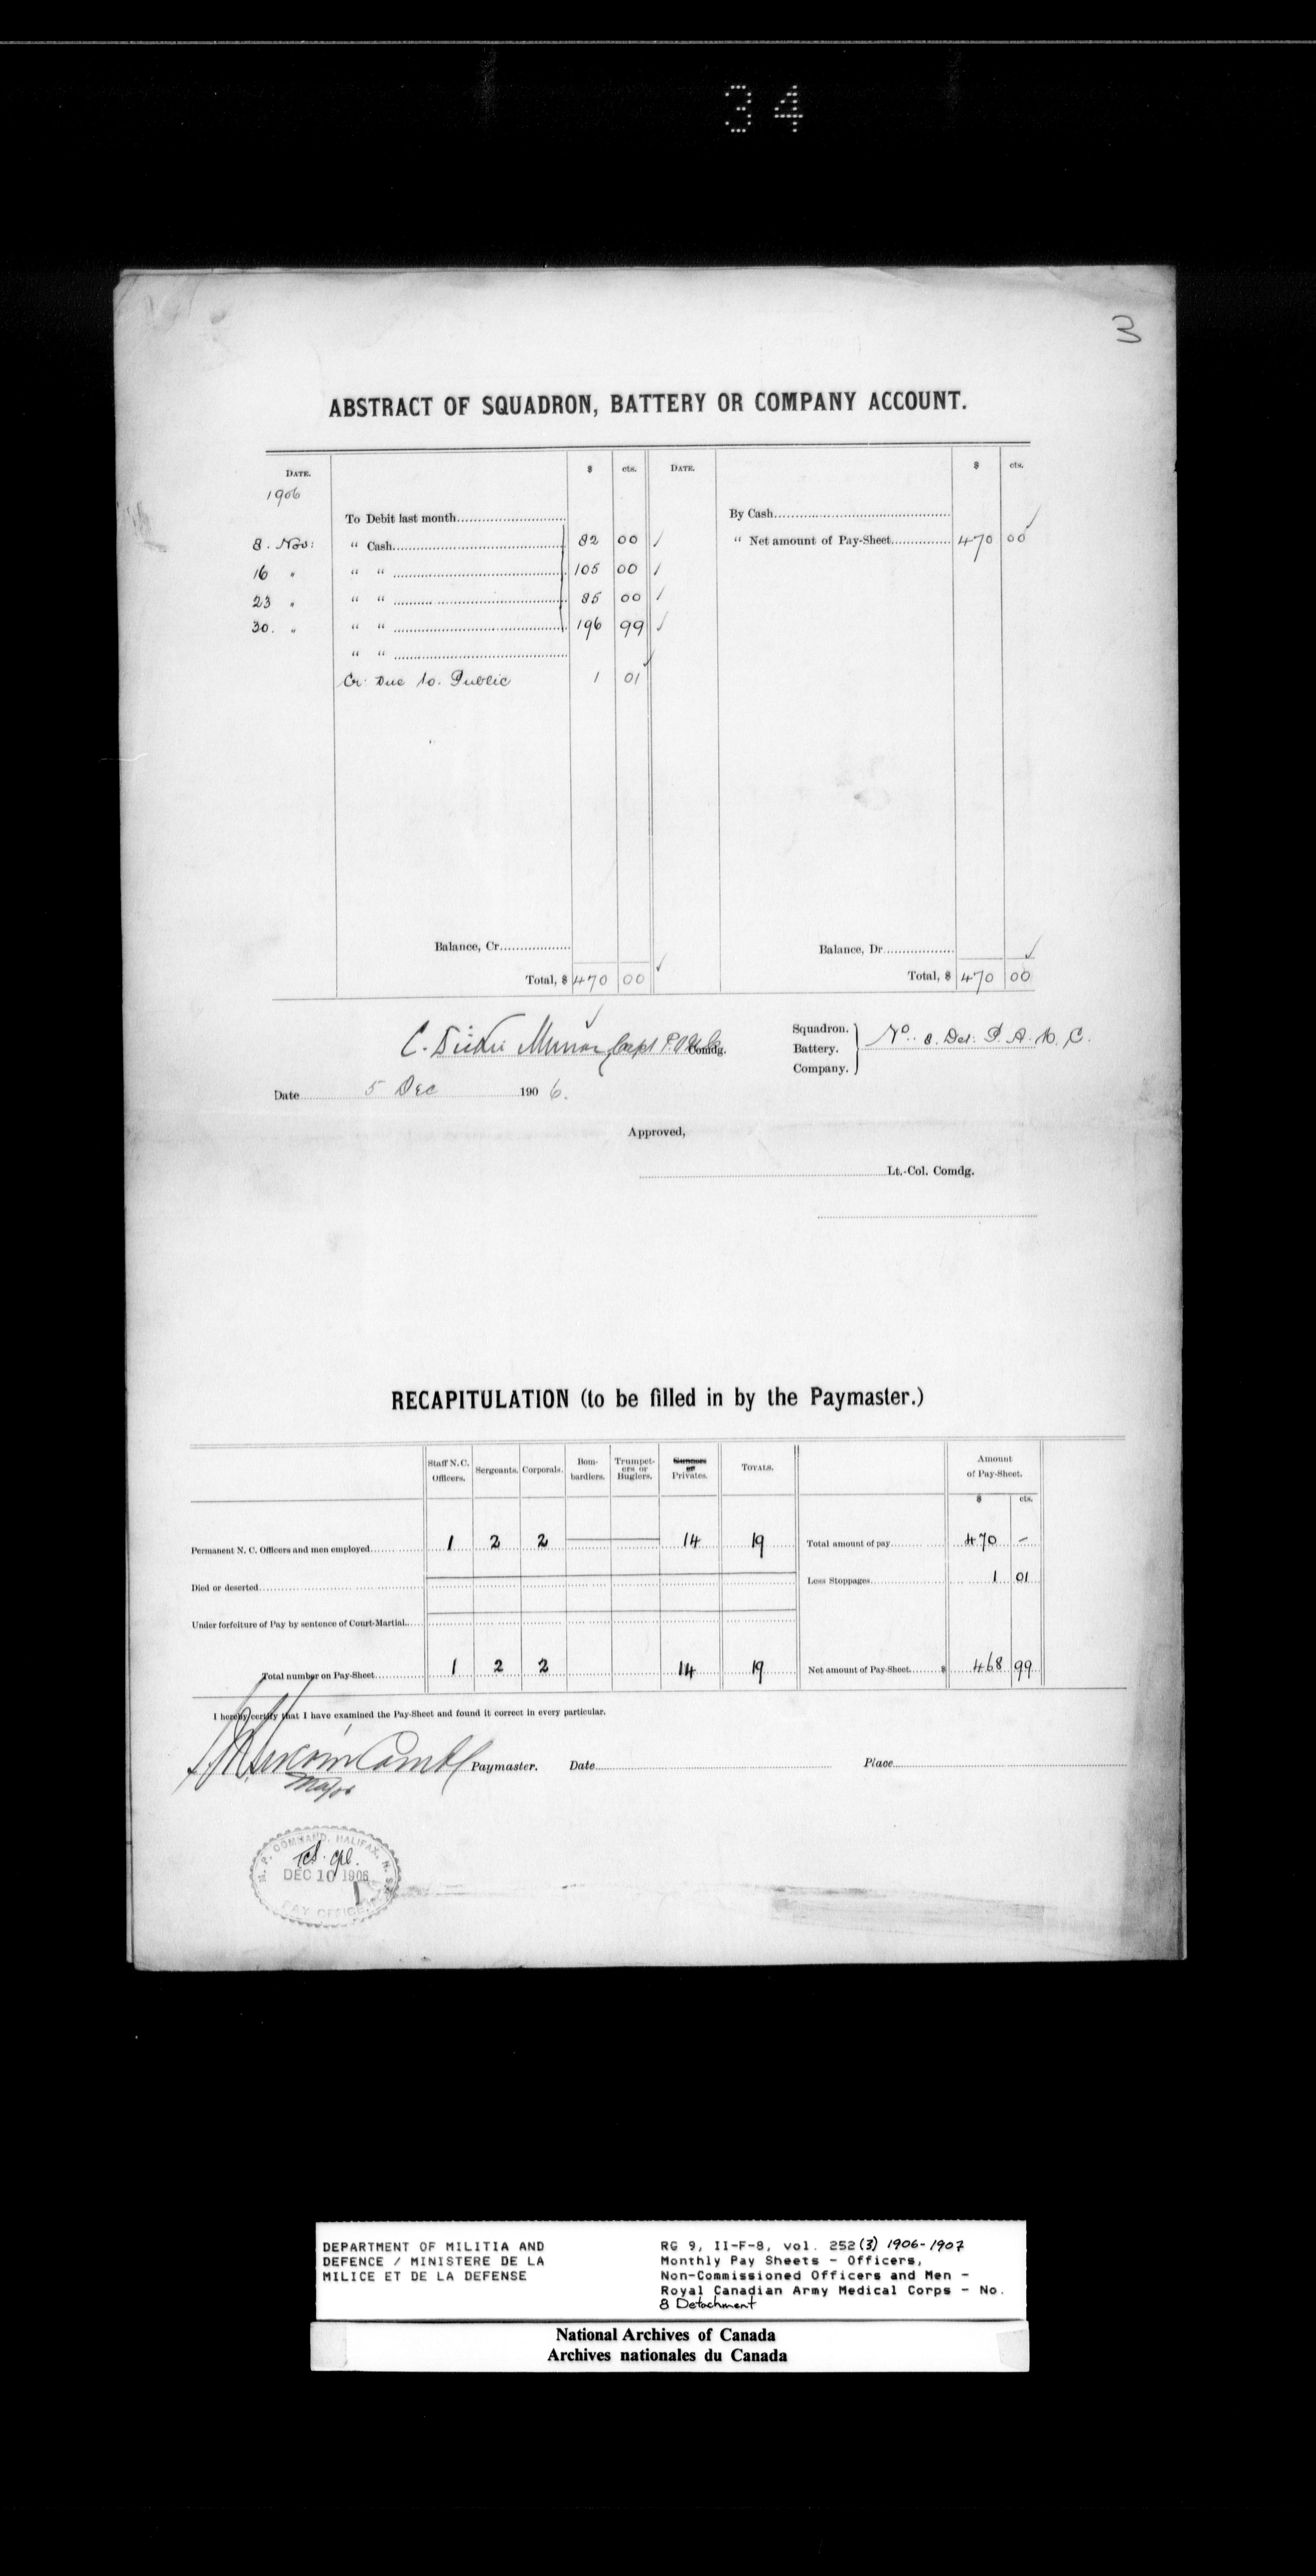 34
3
ABSTRACT OF SQUADRON, BATTERY OR COMPANY ACCOUNT.
DATE. $ cts. DATE. $ cts.
1906
To Debit last month By Cash
8. Nov: " Cash 82 00 " Net amount of Pay-Sheet 470 00
16 " " " 105 00
23 " " " 85 00
30. " " " 196 99
" "
Cr: Due to. Public 1 01
Balance, Cr. Balance, Dr.
Total, $ 470 00 Total, $ 470 00
C. Munro Capt Comdg.
Squadron.
Battery. No. 8. Det: P. A. M. C.
Company.
Date 5 Dec 1906.
Approved,
Lt.-Col. Comdg.
RECAPITULATION (to be filled in by the Paymaster.)
Staff N.C. Officers. Sergeants. Corporals. Bombardiers. Trumpeters or Buglers. Gunners or Privates. TOTALS. Amount of Pay-Sheet.
$ cts.
Permanent N. C. Officers and men employed 1 2 2 14 19 Total amount of pay 470 –
Died or deserted Less Stoppages 1 01
Under forfeiture of Pay by sentence of Court-Martial
Total number on Pay-Sheet 1 2 2 14 19 Net amount of Pay-Sheet $ 468 99
I hereby certify that I have examined the Pay-Sheet and found it correct in every particular.
Paymaster. Date Place
Major
M. P. COMMAND, HALIFAX, N. S.
DEC 10 1906
PAY OFFICE
DEPARTMENT OF MILITIA AND
DEFENCE / MINISTERE DE LA
MILICE ET DE LA DEFENSE
RG 9, II-F-8, vol. 252 (3) 1906-1907
Monthly Pay Sheets - Officers,
Non-Commissioned Officers and Men -
Royal Canadian Army Medical Corps - No.
8 Detachment
National Archives of Canada
Archives nationales du Canada